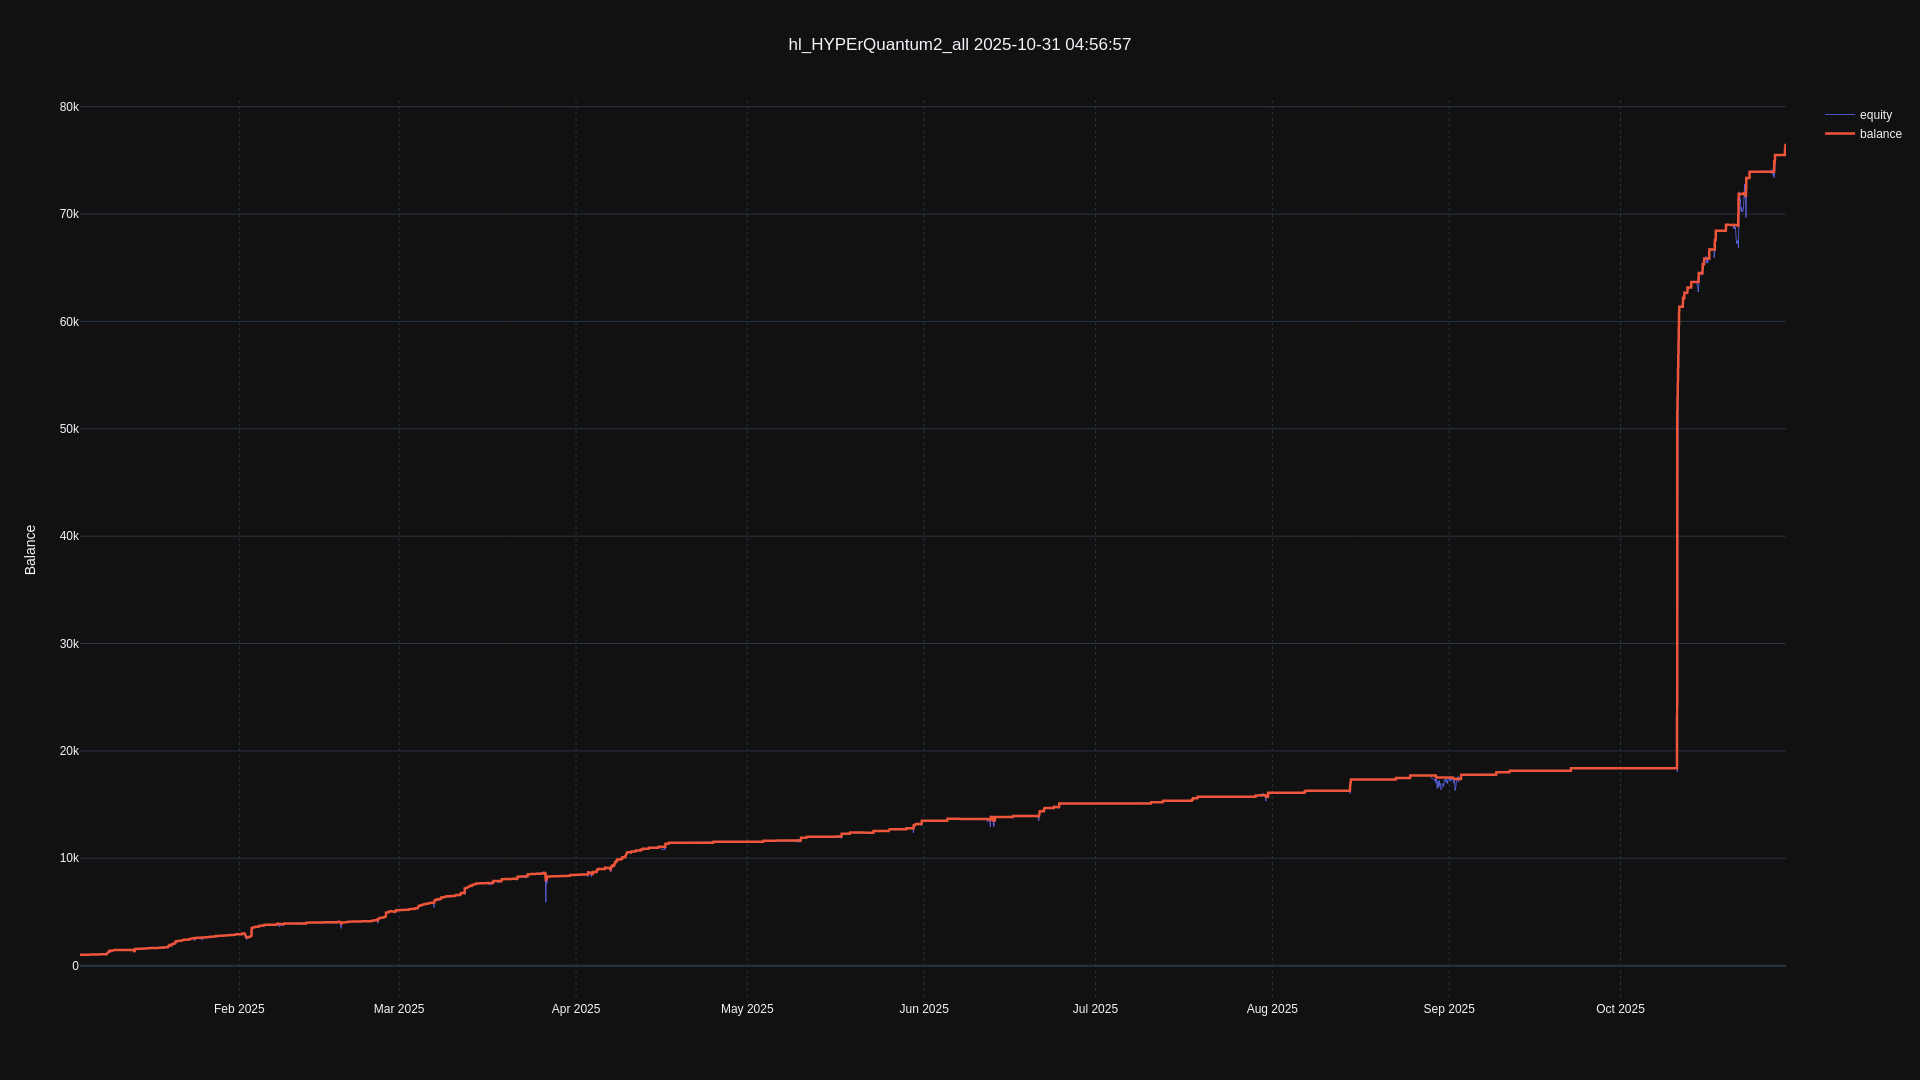 hl_HYPErQuantum2_all 2025-10-31 04:56:57
80k
70k
60k
50k
40k
30k
20k
10k
0
Balance
Feb 2025
Mar 2025
Apr 2025
May 2025
Jun 2025
Jul 2025
Aug 2025
Sep 2025
Oct 2025
equity
balance